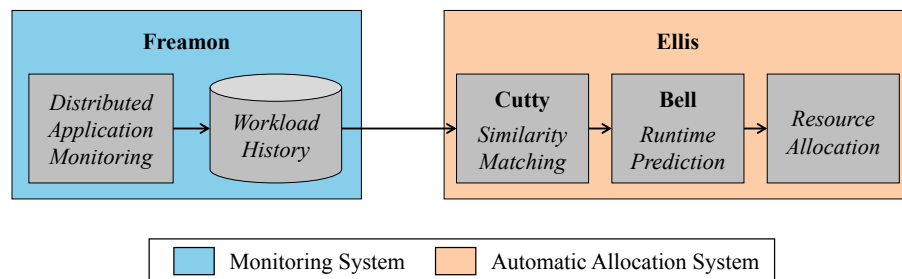 Freamon
Distributed
Application
Monitoring
Workload
History
Ellis
Cutty
Similarity
Matching
Bell
Runtime
Prediction
Resource
Allocation
Monitoring System
Automatic Allocation System